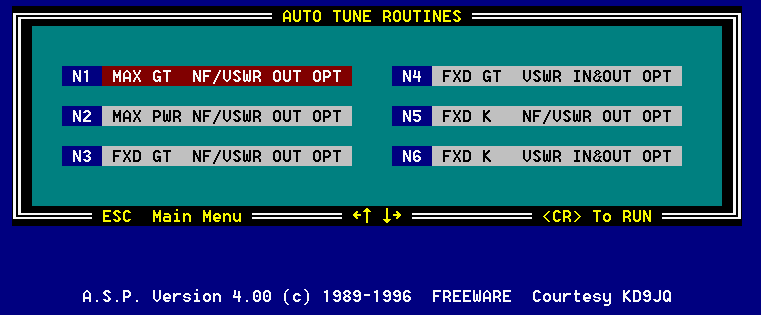 AUTO TUNE ROUTINES
N1 MAX GT NF/VSWR OUT OPT N4 FXD GT VSWR IN&OUT OPT
N2 MAX PWR NF/VSWR OUT OPT N5 FXD K NF/VSWR OUT OPT
N3 FXD GT NF/VSWR OUT OPT N6 FXD K VSWR IN&OUT OPT
ESC Main Menu ←↑ ↓→ <CR> To RUN
A.S.P. Version 4.00 (c) 1989-1996 FREEWARE Courtesy KD9JQ